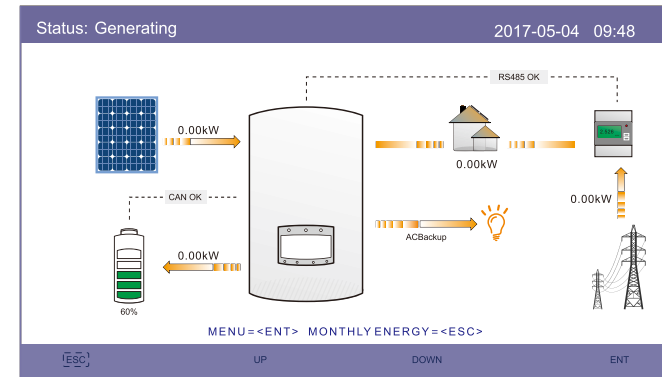 Status: Generating
2017-05-04 09:48
RS485 OK
0.00kW
0.00kW
CAN OK
0.00kW
0.00kW
ACBackup
60%
MENU=<ENT> MONTHLY ENERGY=<ESC>
ESC UP DOWN ENT